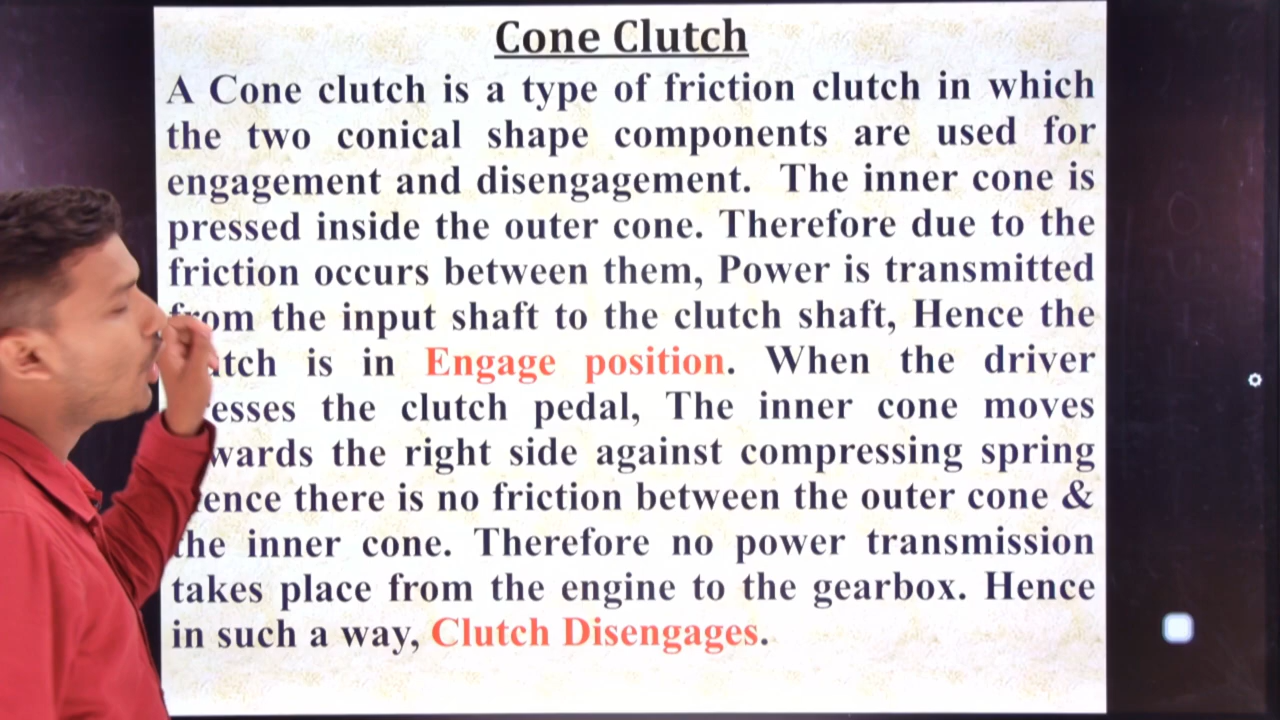 Cone Clutch
A Cone clutch is a type of friction clutch in which
the two conical shape components are used for
engagement and disengagement. The inner cone is
pressed inside the outer cone. Therefore due to the
friction occurs between them, Power is transmitted
from the input shaft to the clutch shaft, Hence the
tch is in Engage position. When the driver
esses the clutch pedal, The inner cone moves
wards the right side against compressing spring
ence there is no friction between the outer cone &
the inner cone. Therefore no power transmission
takes place from the engine to the gearbox. Hence
in such a way, Clutch Disengages.